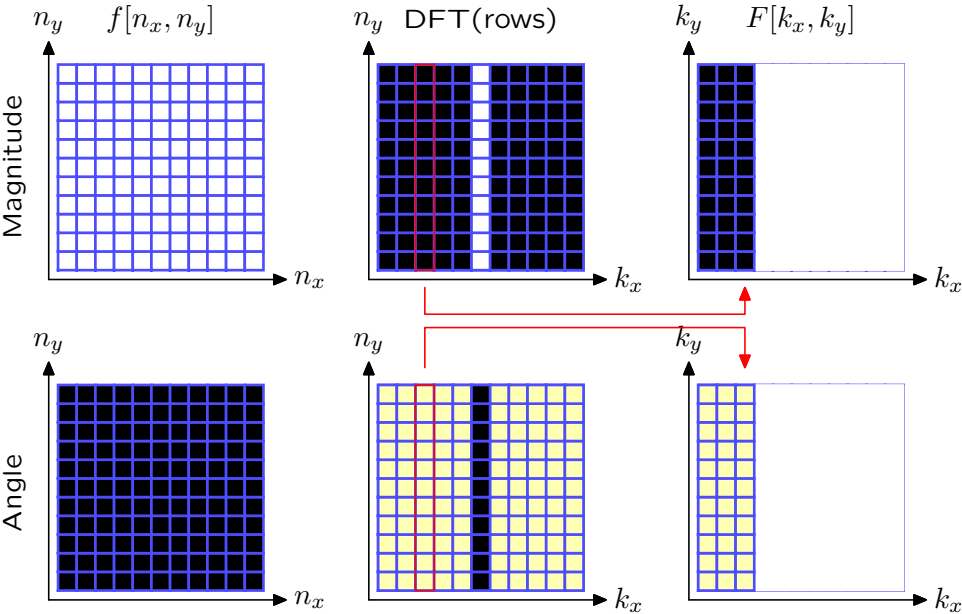 n_y f[n_x, n_y] n_y DFT(rows) k_y F[k_x, k_y]
Magnitude
n_x k_x k_x
n_y n_y k_y
Angle
n_x k_x k_x